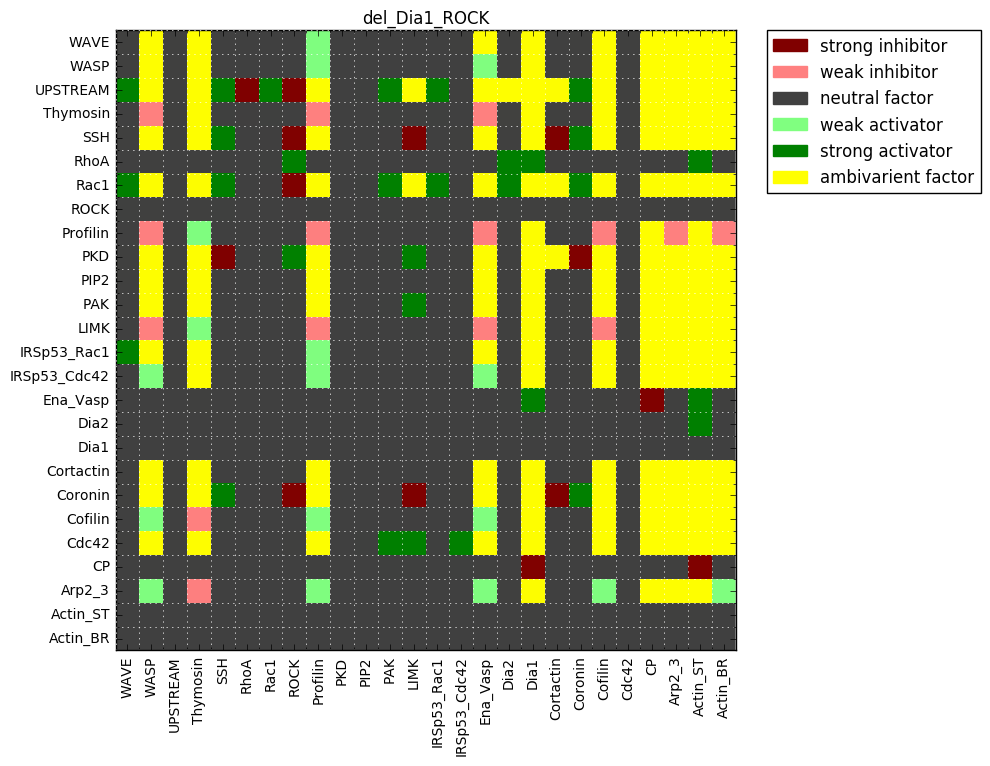 del_Dia1_ROCK
WAVE
WASP
UPSTREAM
Thymosin
SSH
RhoA
Rac1
ROCK
Profilin
PKD
PIP2
PAK
LIMK
IRSp53_Rac1
IRSp53_Cdc42
Ena_Vasp
Dia2
Dia1
Cortactin
Coronin
Cofilin
Cdc42
CP
Arp2_3
Actin_ST
Actin_BR
WAVE
WASP
UPSTREAM
Thymosin
SSH
RhoA
Rac1
ROCK
Profilin
PKD
PIP2
PAK
LIMK
IRSp53_Rac1
IRSp53_Cdc42
Ena_Vasp
Dia2
Dia1
Cortactin
Coronin
Cofilin
Cdc42
CP
Arp2_3
Actin_ST
Actin_BR
strong inhibitor
weak inhibitor
neutral factor
weak activator
strong activator
ambivarient factor